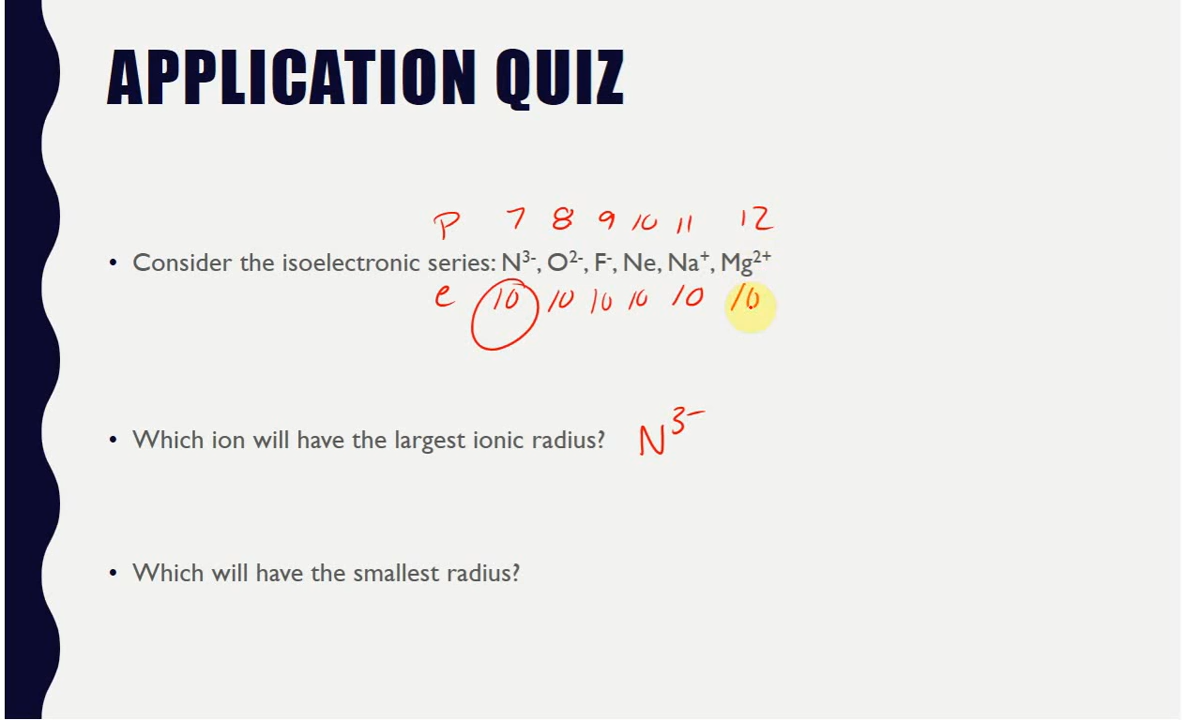 APPLICATION QUIZ
P 7 8 9 10 11 12
• Consider the isoelectronic series: N³⁻, O²⁻, F⁻, Ne, Na⁺, Mg²⁺
e 10 10 10 10 10 10
• Which ion will have the largest ionic radius? N³⁻
• Which will have the smallest radius?